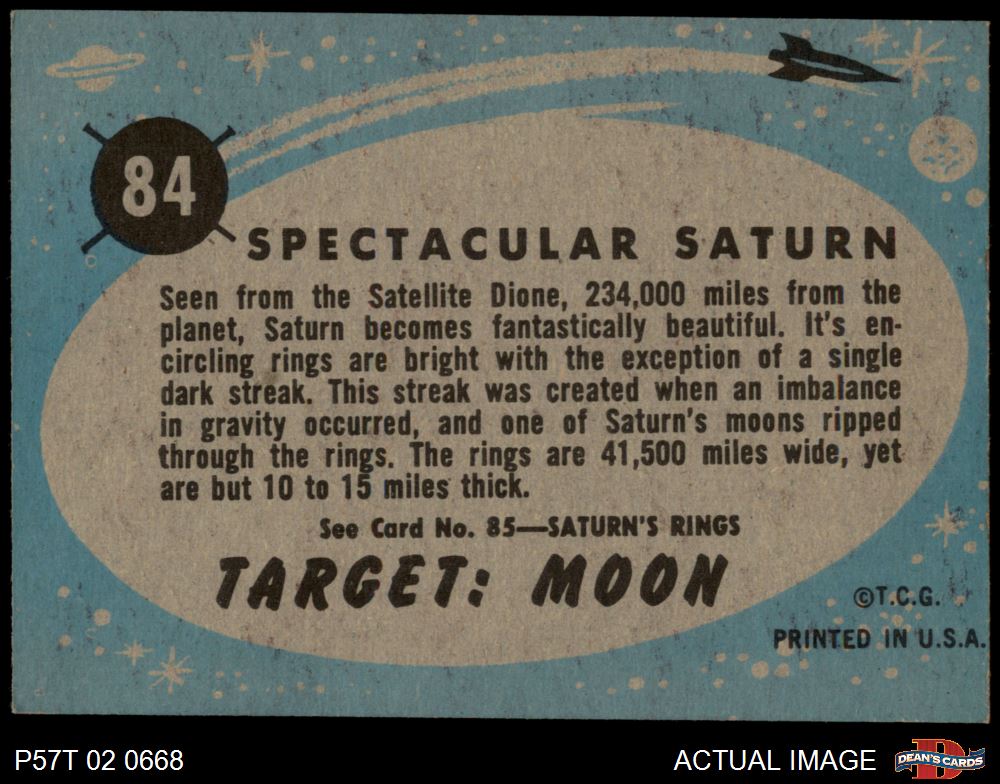 84
SPECTACULAR SATURN
Seen from the Satellite Dione, 234,000 miles from the
planet, Saturn becomes fantastically beautiful. It's en-
circling rings are bright with the exception of a single
dark streak. This streak was created when an imbalance
in gravity occurred, and one of Saturn's moons ripped
through the rings. The rings are 41,500 miles wide, yet
are but 10 to 15 miles thick.
See Card No. 85—SATURN'S RINGS
TARGET: MOON
©T.C.G.
PRINTED IN U.S.A.
P57T 02 0668
ACTUAL IMAGE
D
DEAN'S CARDS